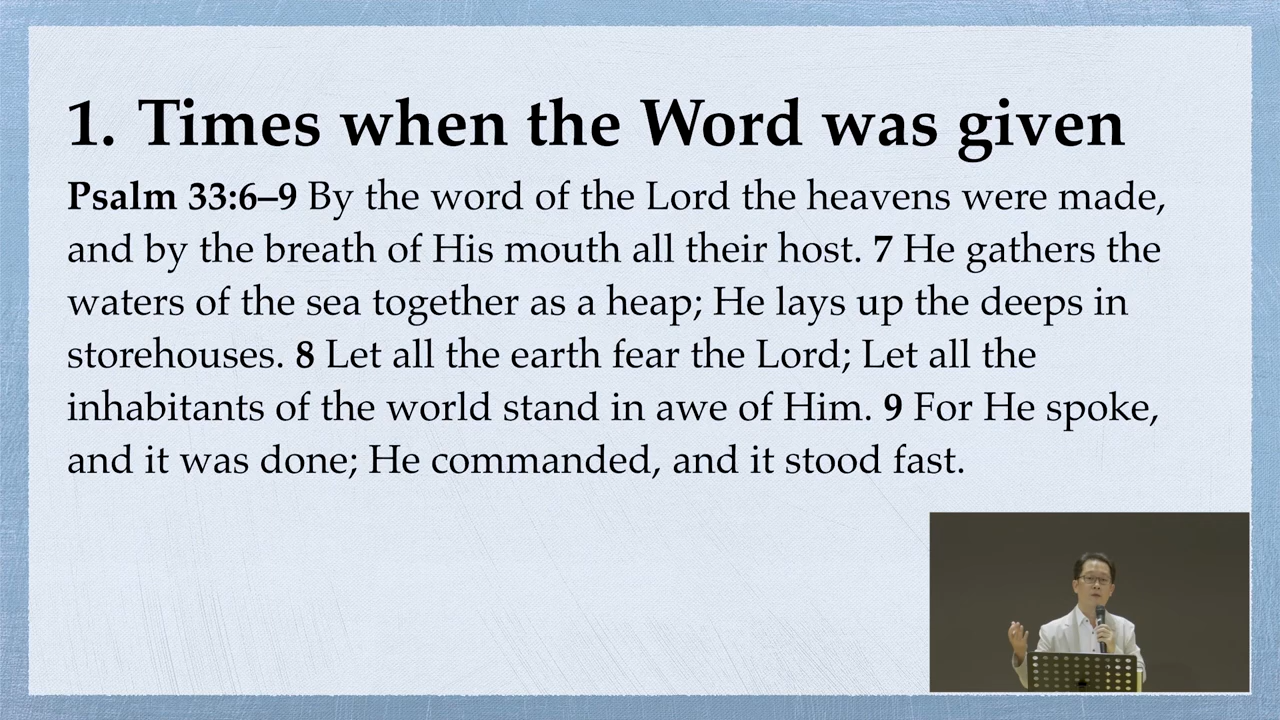 1. Times when the Word was given
Psalm 33:6–9 By the word of the Lord the heavens were made,
and by the breath of His mouth all their host. 7 He gathers the
waters of the sea together as a heap; He lays up the deeps in
storehouses. 8 Let all the earth fear the Lord; Let all the
inhabitants of the world stand in awe of Him. 9 For He spoke,
and it was done; He commanded, and it stood fast.